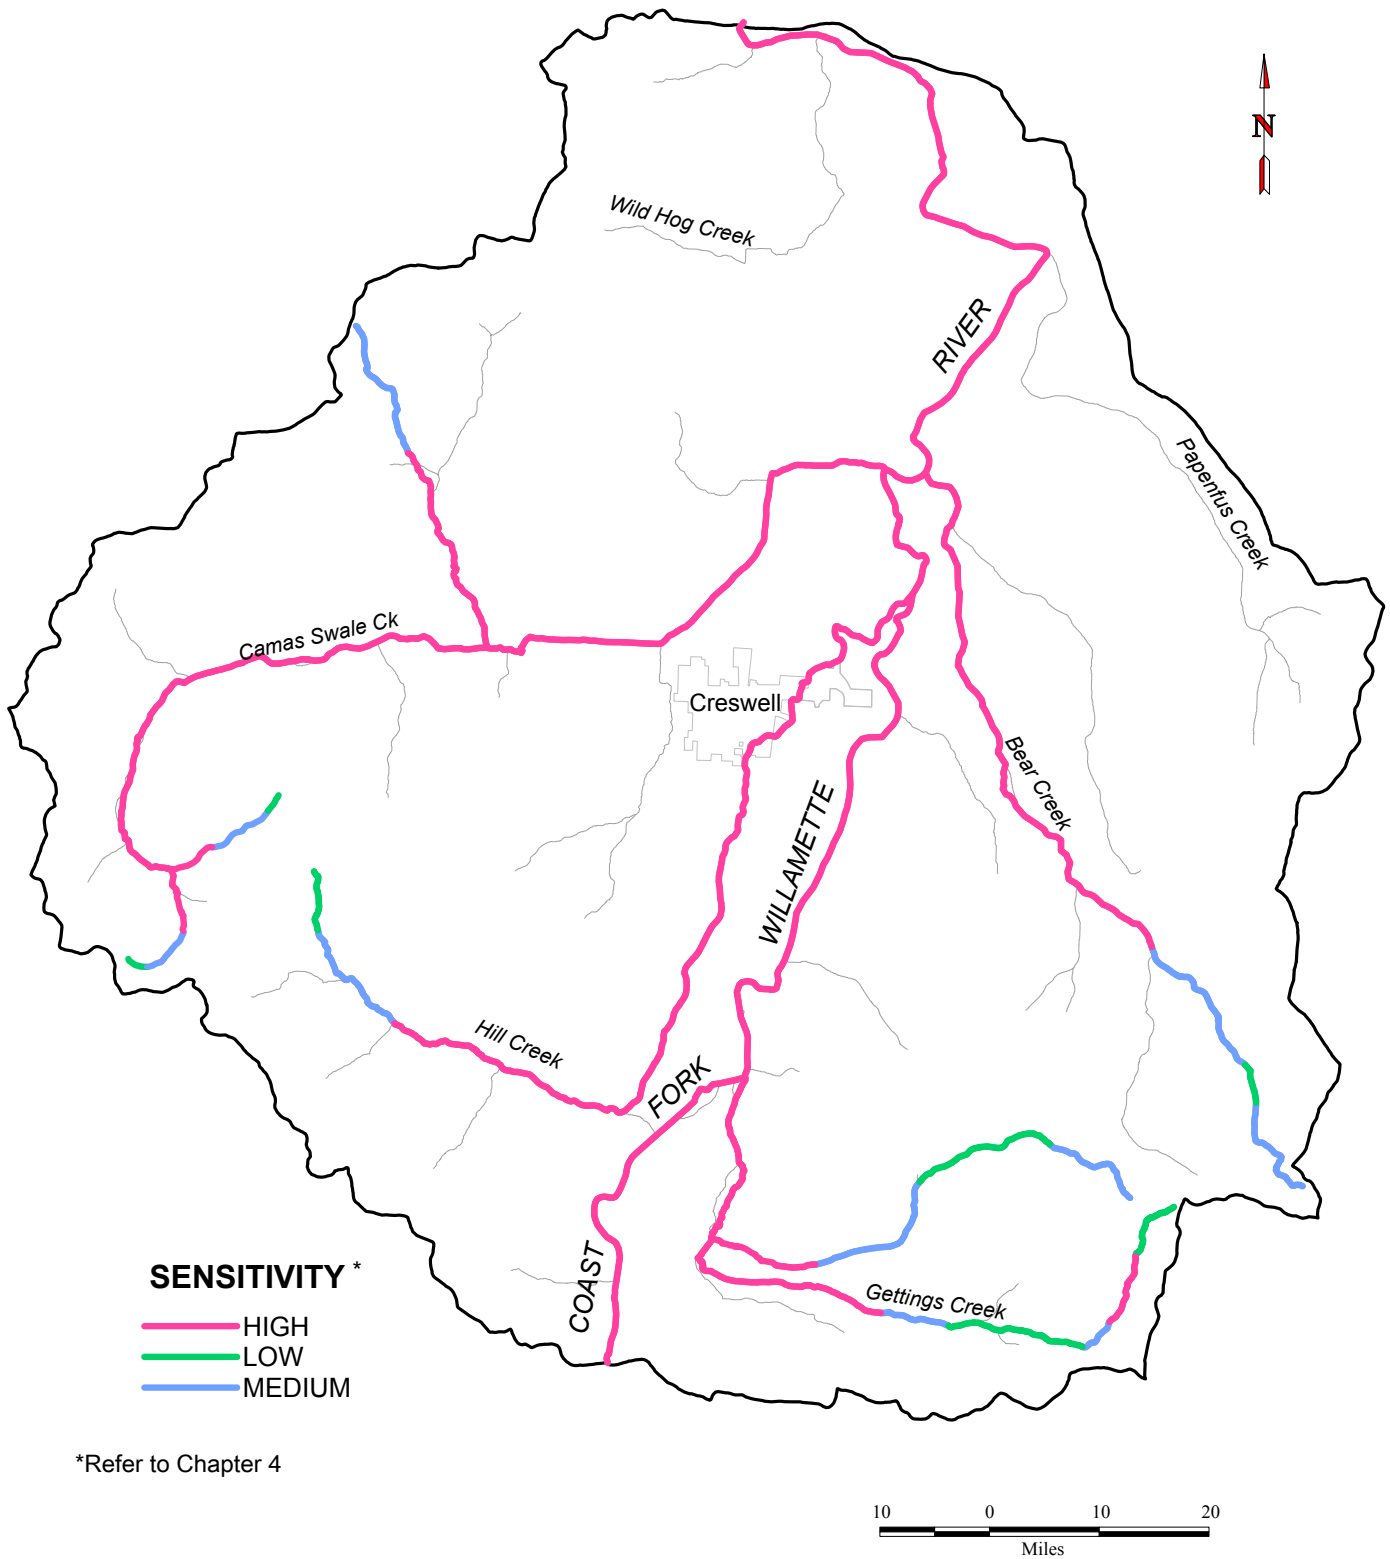 N
Wild Hog Creek
RIVER
Papenfus Creek
Camas Swale Ck
Creswell
Bear Creek
WILLAMETTE
Hill Creek
FORK
COAST
Gettings Creek
SENSITIVITY *
HIGH
LOW
MEDIUM
*Refer to Chapter 4
10 0 10 20
Miles